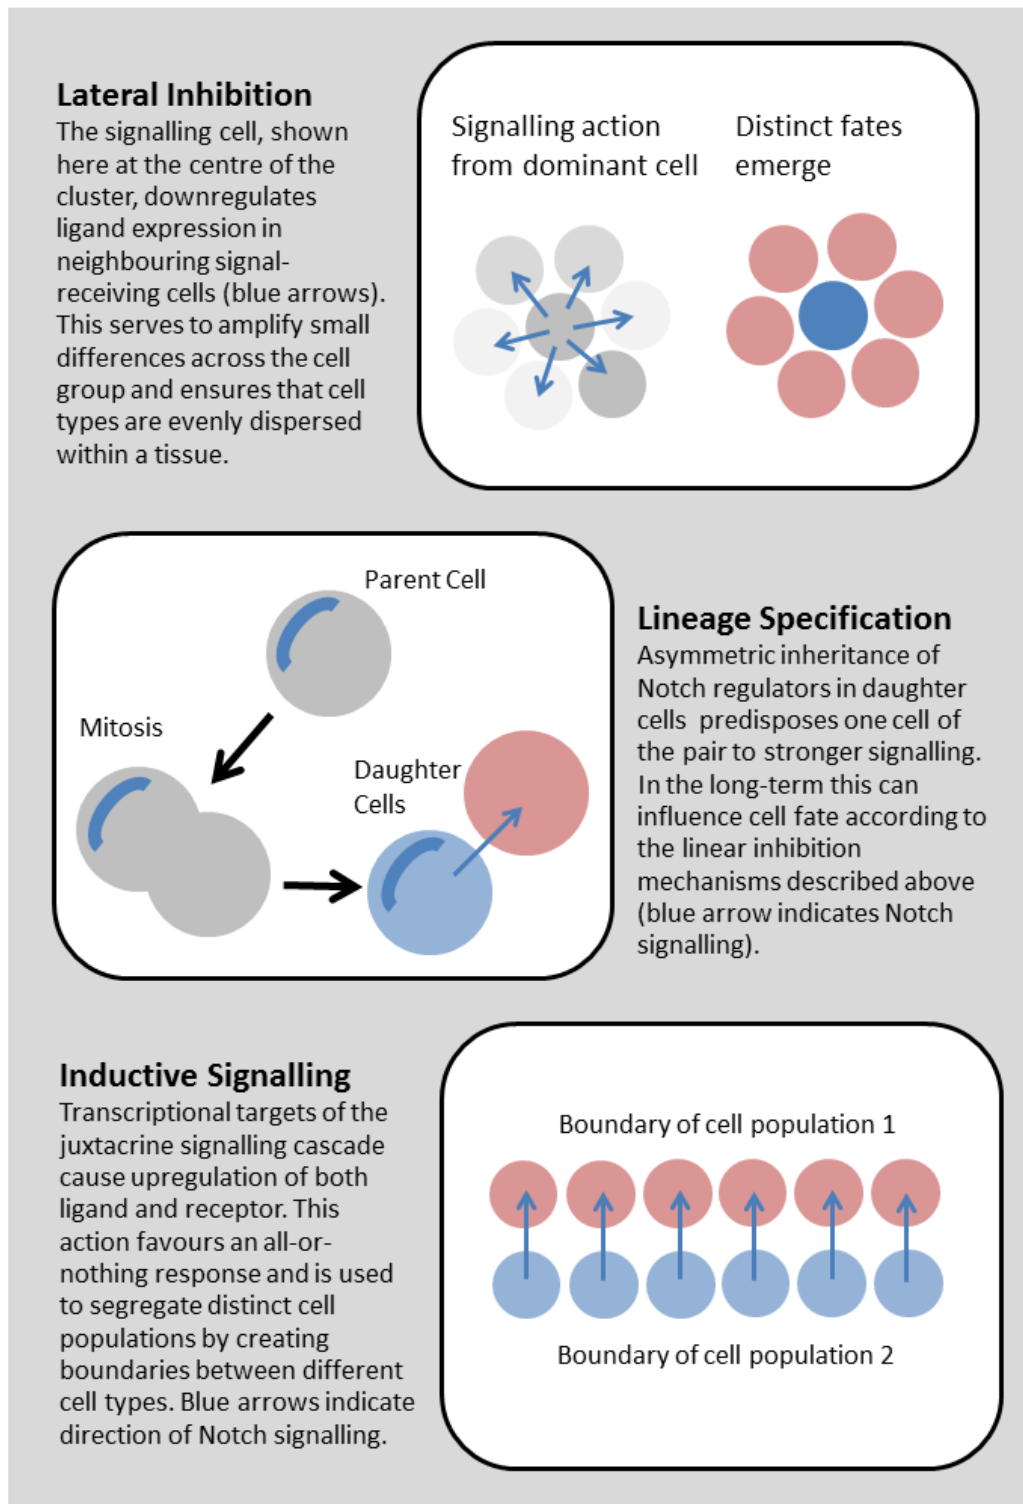 Lateral Inhibition
The signalling cell, shown
here at the centre of the
cluster, downregulates
ligand expression in
neighbouring signal-
receiving cells (blue arrows).
This serves to amplify small
differences across the cell
group and ensures that cell
types are evenly dispersed
within a tissue.
Signalling action
from dominant cell
Distinct fates
emerge
Parent Cell
Mitosis
Daughter
Cells
Lineage Specification
Asymmetric inheritance of
Notch regulators in daughter
cells predisposes one cell of
the pair to stronger signalling.
In the long-term this can
influence cell fate according to
the linear inhibition
mechanisms described above
(blue arrow indicates Notch
signalling).
Inductive Signalling
Transcriptional targets of the
juxtacrine signalling cascade
cause upregulation of both
ligand and receptor. This
action favours an all-or-
nothing response and is used
to segregate distinct cell
populations by creating
boundaries between different
cell types. Blue arrows indicate
direction of Notch signalling.
Boundary of cell population 1
Boundary of cell population 2